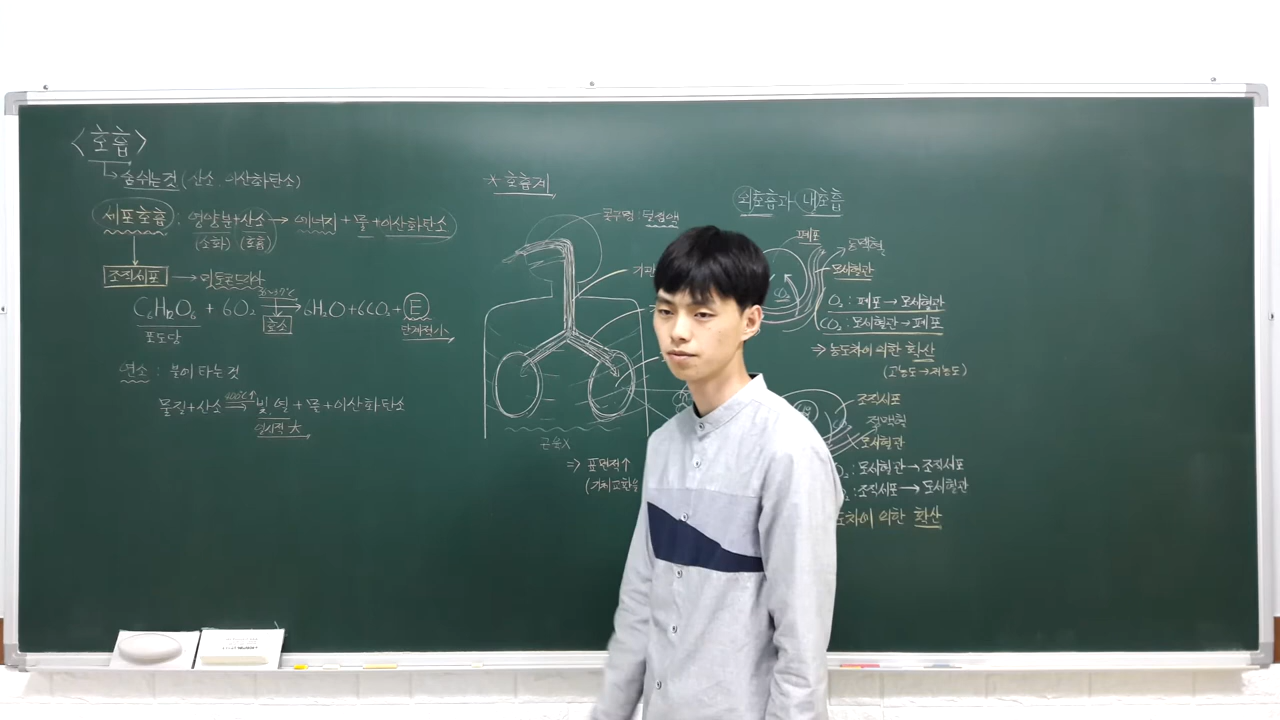 <호흡>
숨쉬는것 (산소, 이산화탄소)
세포호흡 : 영양분+산소 → 에너지 + 물 + 이산화탄소
(소화) (호흡)
조직세포 → 미토콘드리아
C₆H₁₂O₆ + 6O₂ → 6H₂O + 6CO₂ + E
효소
포도당
단계적 小
연소 : 불에 타는 것
물질+산소 → 빛, 열 + 물 + 이산화탄소
400℃↑
일시적 大
* 호흡계
콧구멍 : 털, 점액
기관
근육X
⇒ 표면적↑
(기체교환
외호흡과 내호흡
폐포
동맥혈
모세혈관
CO₂
O₂ : 폐포 → 모세혈관
CO₂ : 모세혈관 → 폐포
⇒ 농도차에 의한 확산
(고농도 → 저농도)
조직세포
정맥혈
모세혈관
: 모세혈관 → 조직세포
: 조직세포 → 모세혈관
도차에 의한 확산